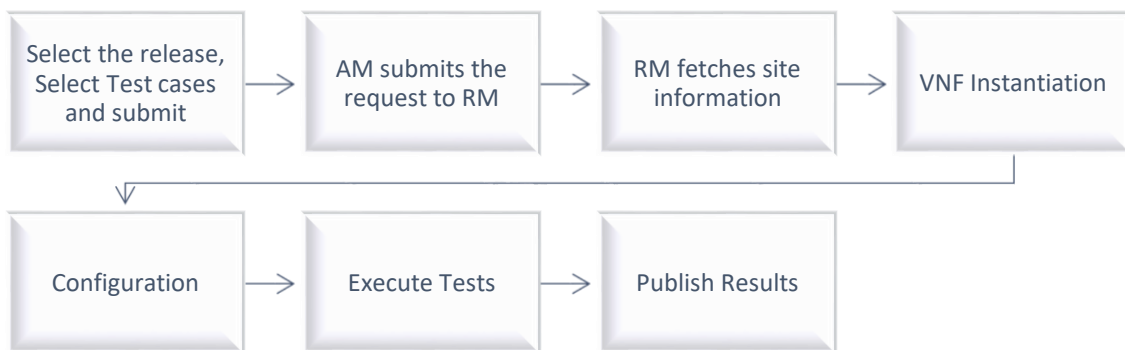 Select the release,
Select Test cases
and submit
AM submits the
request to RM
RM fetches site
information
VNF Instantiation
Configuration
Execute Tests
Publish Results